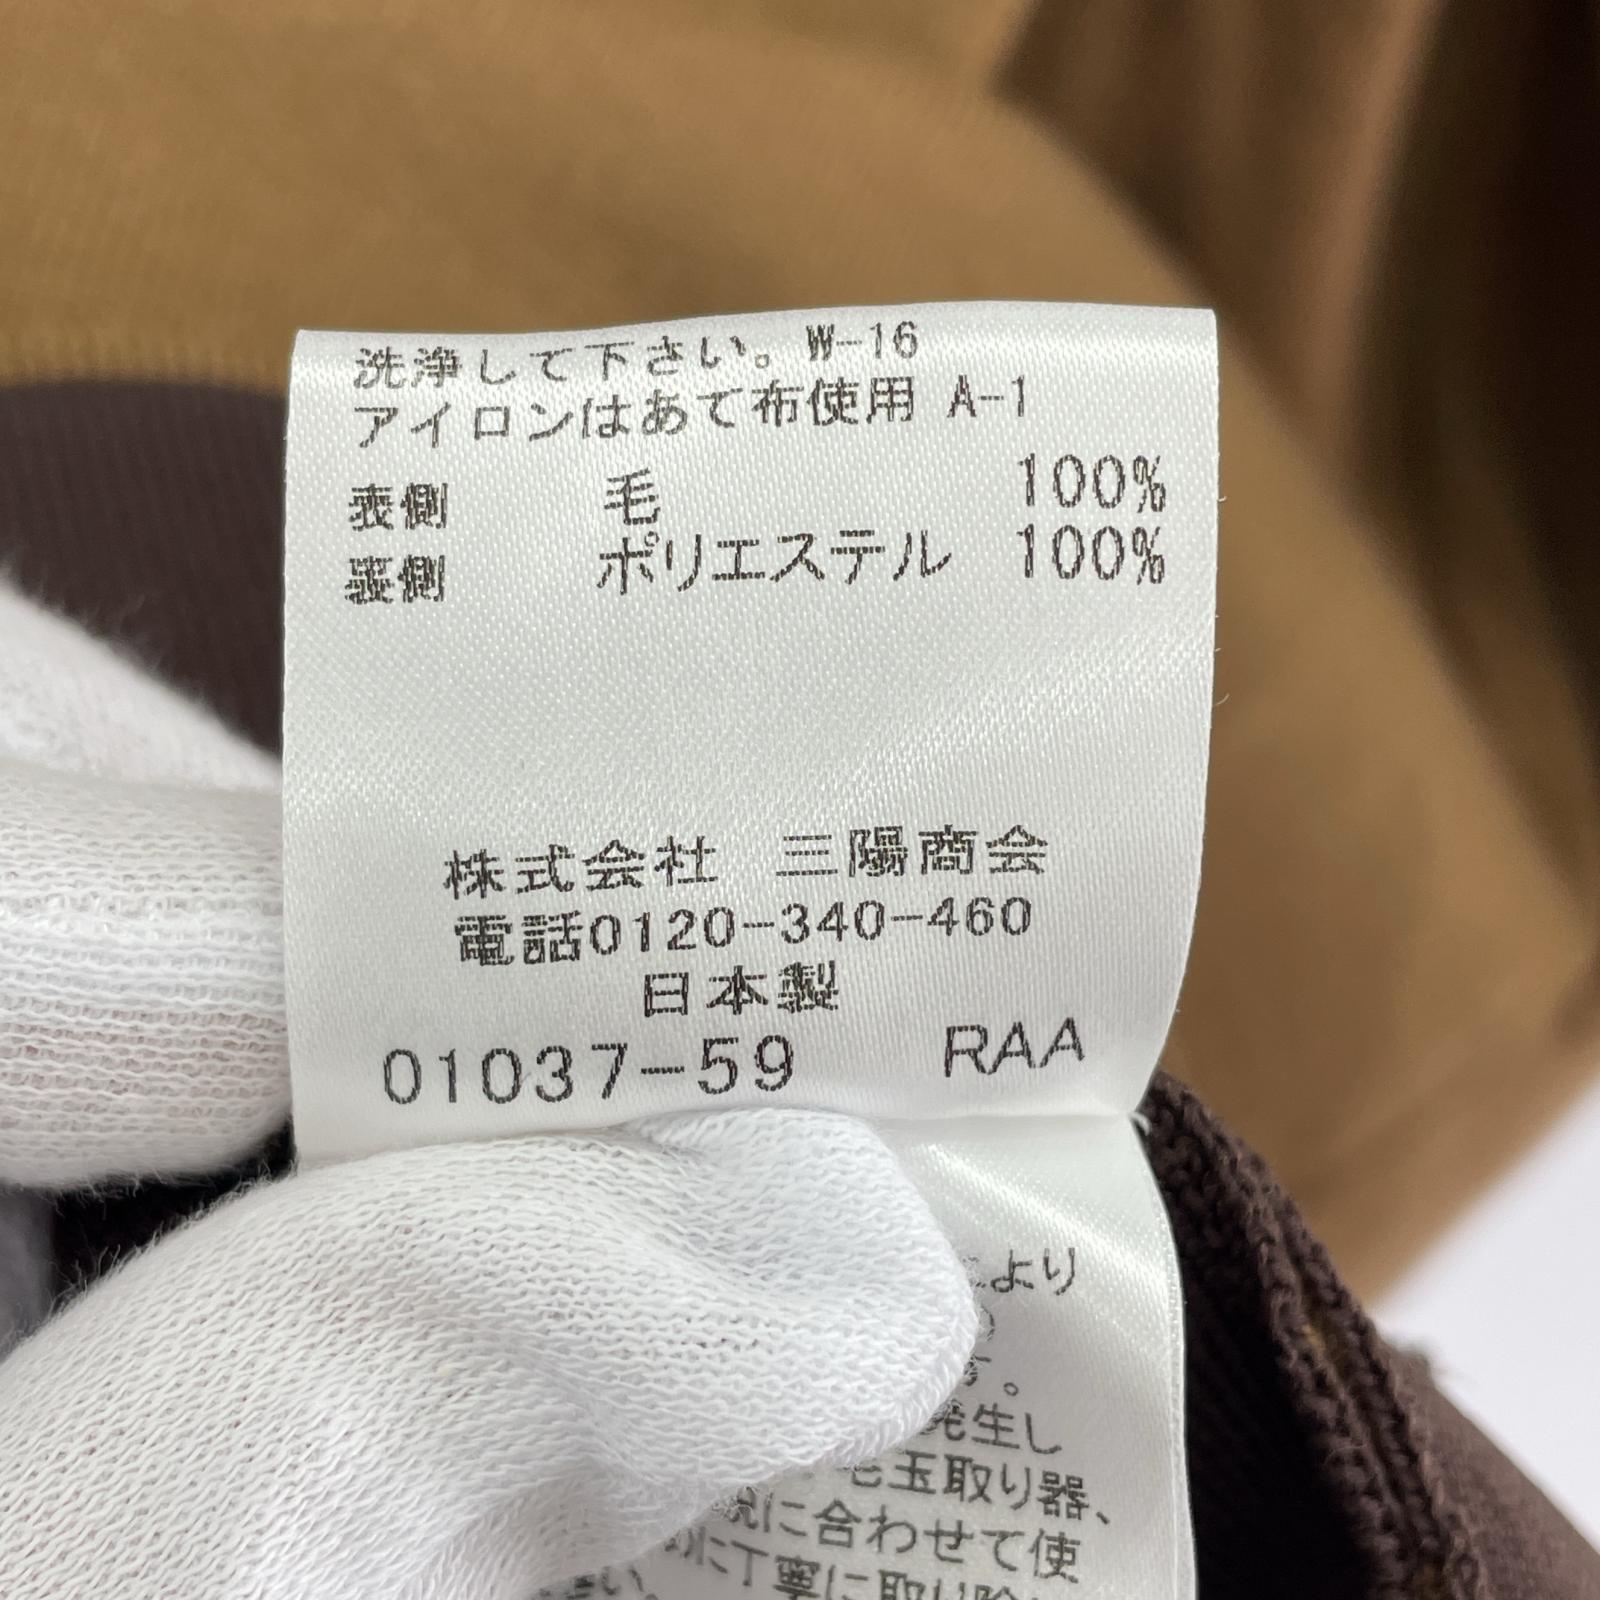 洗浄して下さい。W-16
アイロンはあて布使用 A-1
表側 毛 100%
裏側 ポリエステル 100%
株式会社 三陽商会
電話0120-340-460
日本製
01037-59 RAA
より
す。
発生し
毛玉取り器、
に合わせて使
に丁寧に取り除
さい。